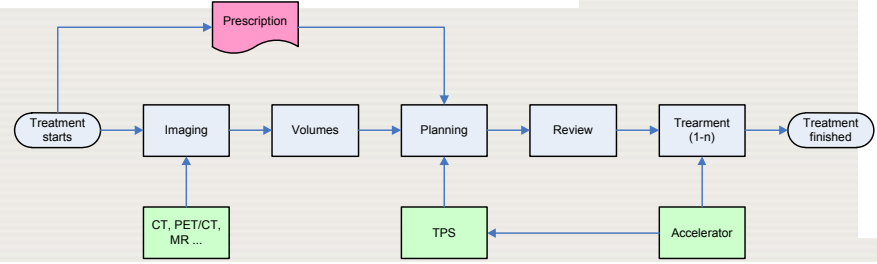 Prescription
Treatment
starts
Imaging
Volumes
Planning
Review
Trearment
(1-n)
Treatment
finished
CT, PET/CT,
MR ...
TPS
Accelerator